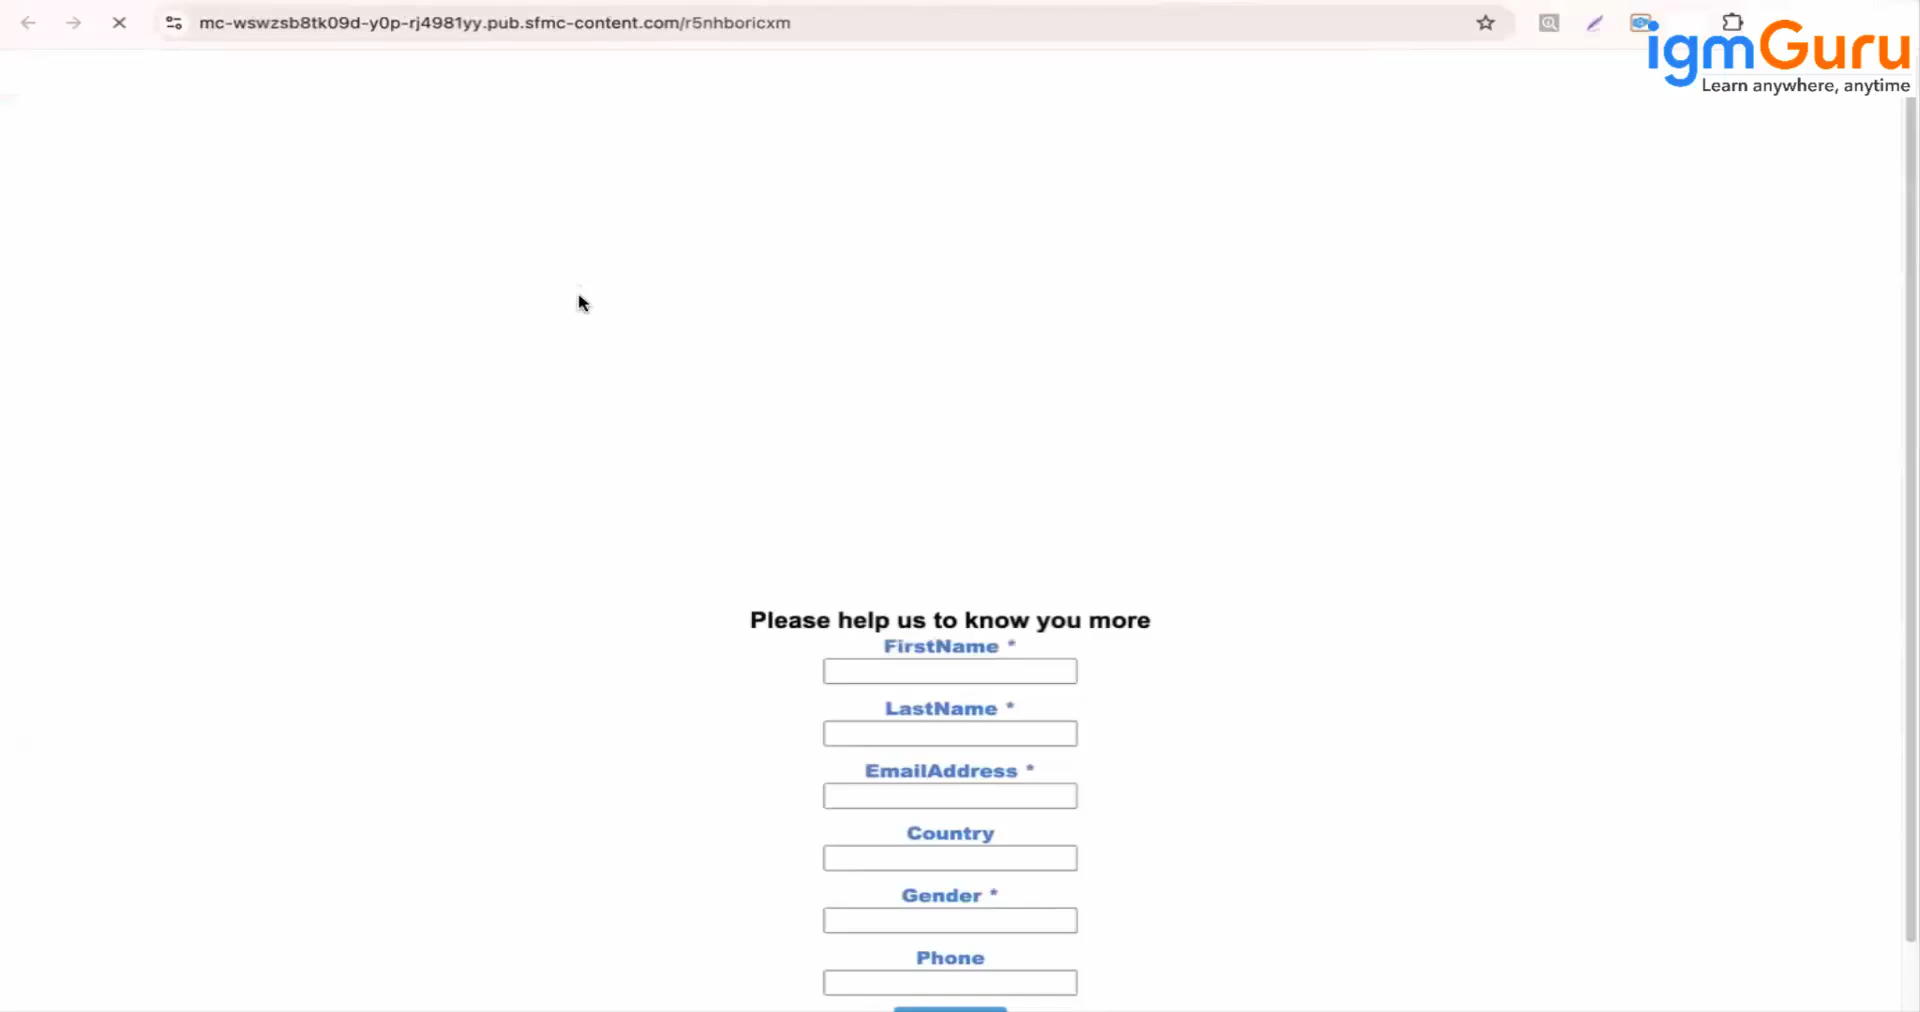 mc-wswzsb8tk09d-y0p-rj4981yy.pub.sfmc-content.com/r5nhboricxm
igmGuru
Learn anywhere, anytime
Please help us to know you more
FirstName *
LastName *
EmailAddress *
Country
Gender *
Phone